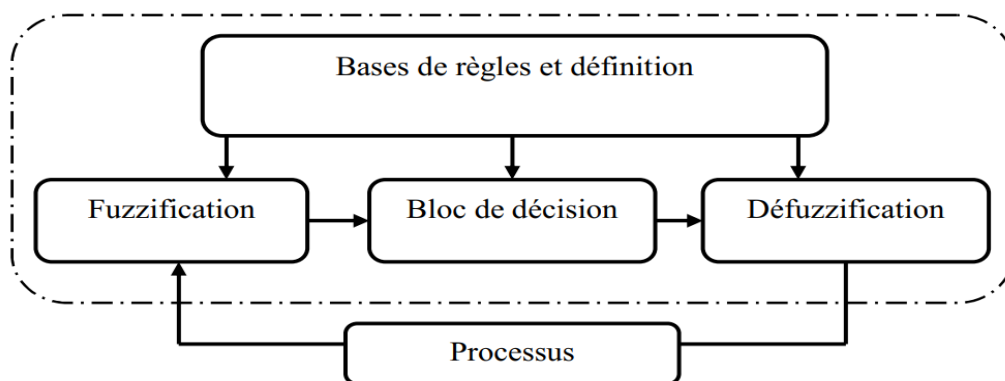 Bases de règles et définition
Fuzzification
Bloc de décision
Défuzzification
Processus